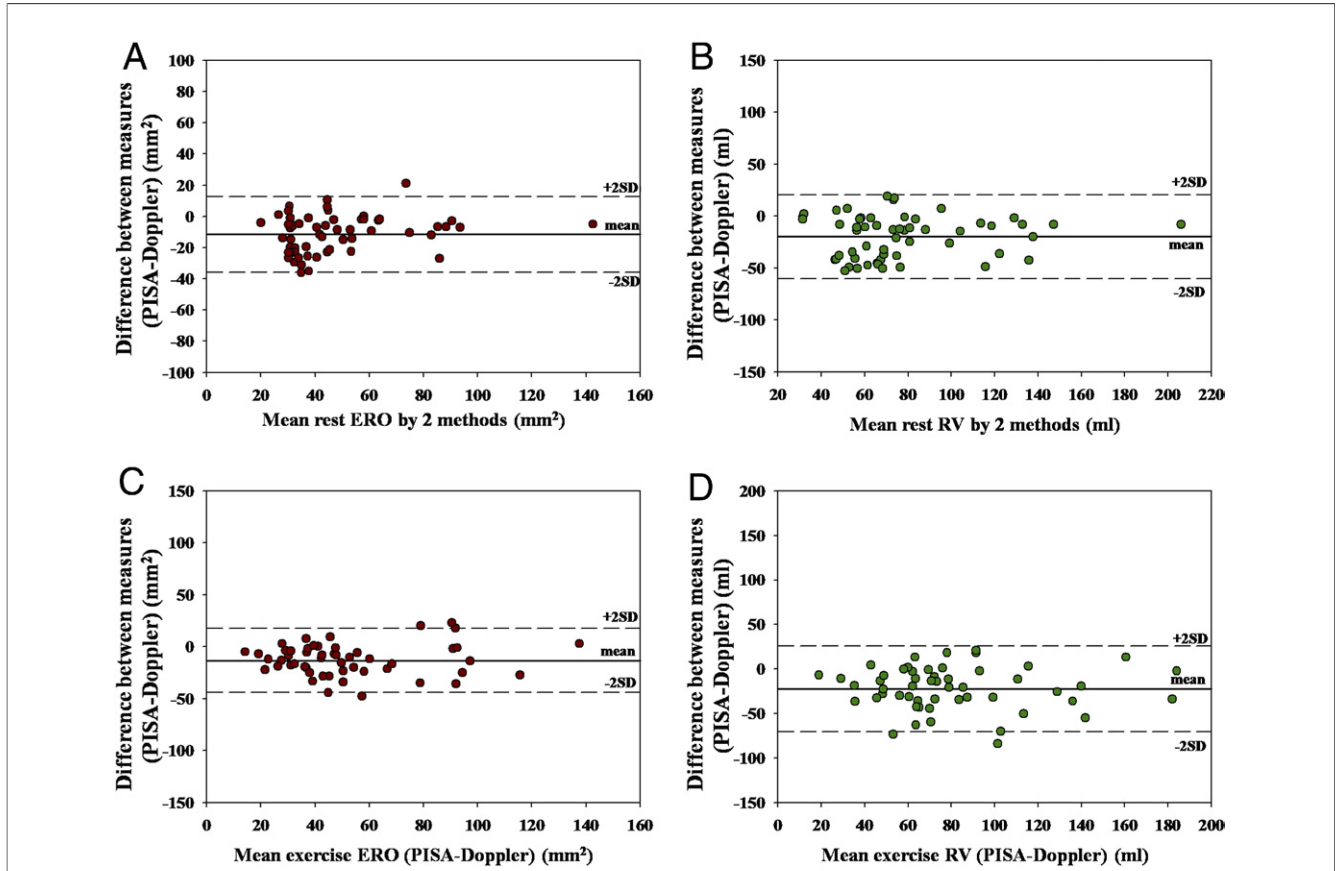 A
Difference between measures
(PISA-Doppler) (mm²)
100
80
60
40
20
0
-20
-40
-60
-80
-100
+2SD
mean
-2SD
0 20 40 60 80 100 120 140 160
Mean rest ERO by 2 methods (mm²)
B
Difference between measures
(PISA-Doppler) (ml)
150
100
50
0
-50
-100
-150
+2SD
mean
-2SD
20 40 60 80 100 120 140 160 180 200 220
Mean rest RV by 2 methods (ml)
C
Difference between measures
(PISA-Doppler) (mm²)
150
100
50
0
-50
-100
-150
+2SD
mean
-2SD
0 20 40 60 80 100 120 140 160
Mean exercise ERO (PISA-Doppler) (mm²)
D
Difference between measures
(PISA-Doppler) (ml)
200
150
100
50
0
-50
-100
-150
+2SD
mean
-2SD
0 20 40 60 80 100 120 140 160 180 200
Mean exercise RV (PISA-Doppler) (ml)